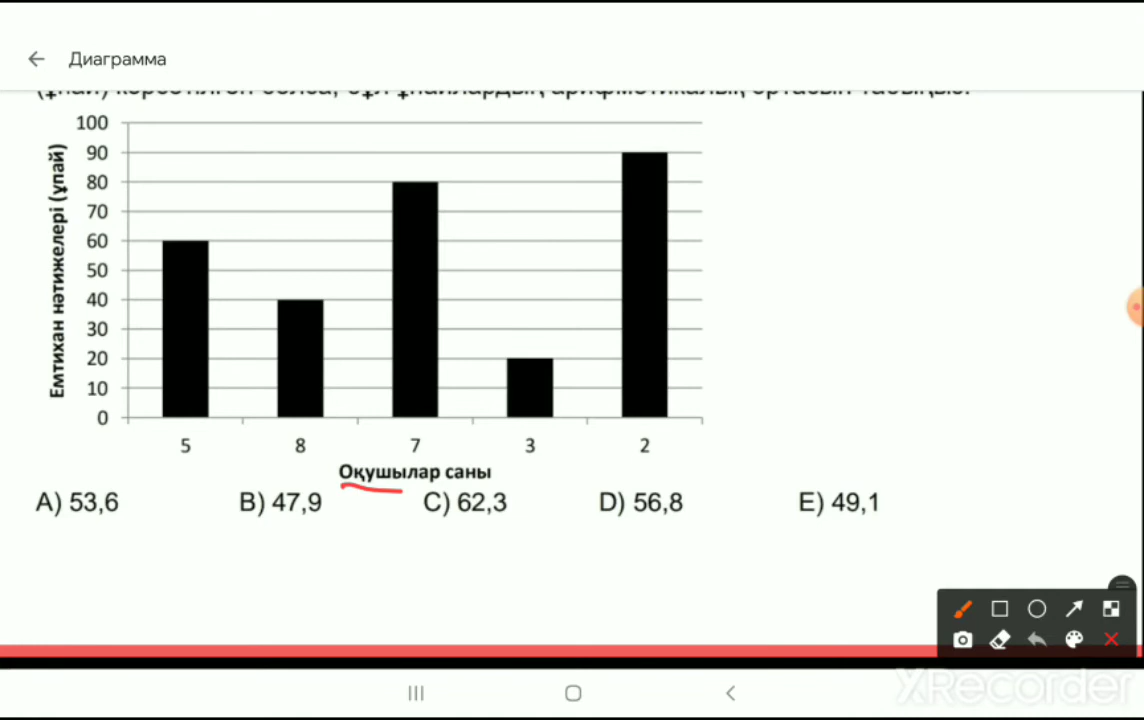 Диаграмма
100
90
80
70
60
50
40
30
20
10
0
Емтихан нәтижелері (ұпай)
5 8 7 3 2
Оқушылар саны
A) 53,6 B) 47,9 C) 62,3 D) 56,8 E) 49,1
XRecorder